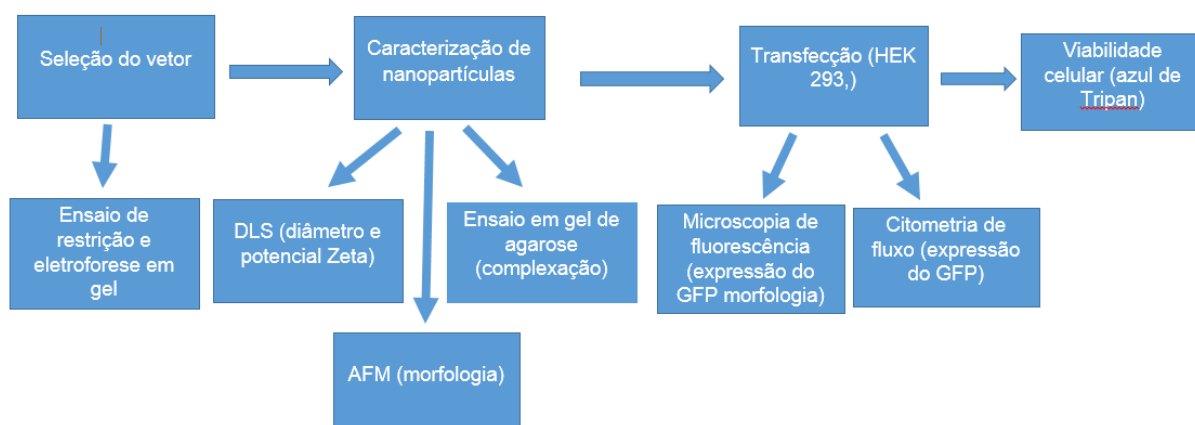 Seleção do vetor
Caracterização de
nanopartículas
Transfecção (HEK
293,)
Viabilidade
celular (azul de
Tripan)
Ensaio de
restrição e
eletroforese em
gel
DLS (diâmetro e
potencial Zeta)
Ensaio em gel de
agarose
(complexação)
Microscopia de
fluorescência
(expressão do
GFP morfologia)
Citometria de
fluxo (expressão
do GFP)
AFM (morfologia)